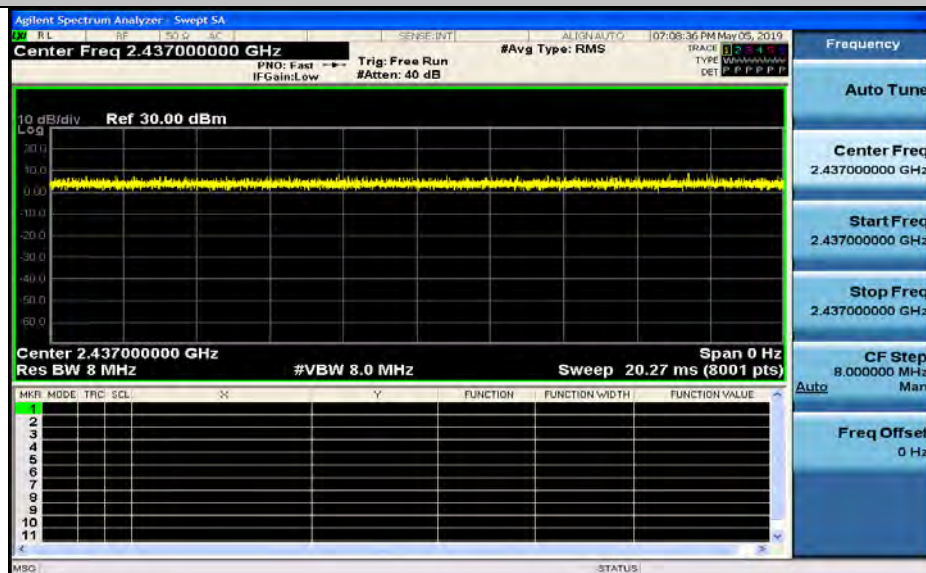 Agilent Spectrum Analyzer - Swept SA
LXI RL RF 50 Ω AC SENSE:INT ALIGN AUTO 07:08:36 PM May 05, 2019
Center Freq 2.437000000 GHz
#Avg Type: RMS
TRACE 1 2 3 4 5 6
PNO: Fast Trig: Free Run
TYPE
IFGain:Low #Atten: 40 dB
DET P P P P P P
10 dB/div Ref 30.00 dBm
Log
20.0
10.0
0.00
-10.0
-20.0
-30.0
-40.0
-50.0
-60.0
Center 2.437000000 GHz Span 0 Hz
Res BW 8 MHz #VBW 8.0 MHz Sweep 20.27 ms (8001 pts)
MKR MODE TRC SCL X Y FUNCTION FUNCTION WIDTH FUNCTION VALUE
1
2
3
4
5
6
7
8
9
10
11
MSG STATUS
Frequency
Auto Tune
Center Freq
2.437000000 GHz
Start Freq
2.437000000 GHz
Stop Freq
2.437000000 GHz
CF Step
8.000000 MHz
Auto Man
Freq Offset
0 Hz